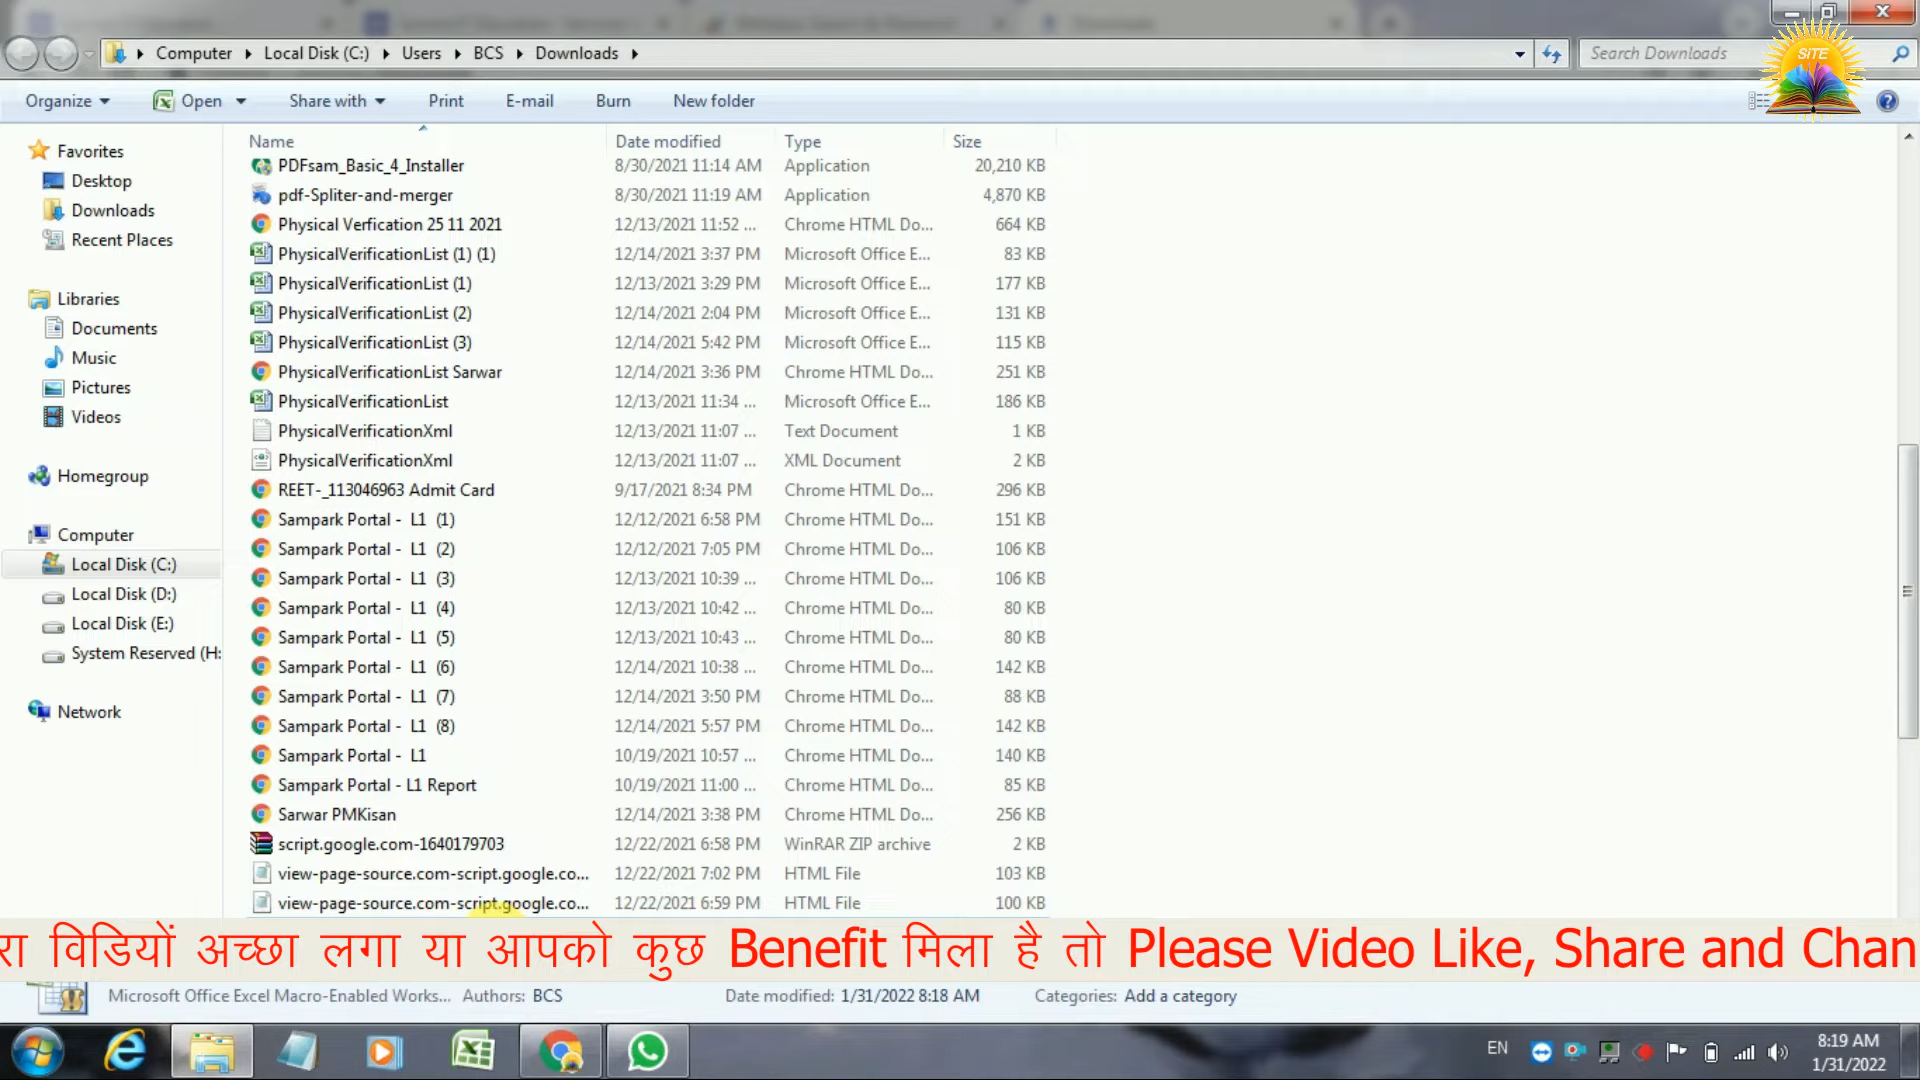 Computer Local Disk (C:) Users BCS Downloads
Search Downloads
SITE
Organize Open Share with Print E-mail Burn New folder
Name Date modified Type Size
PDFsam_Basic_4_Installer 8/30/2021 11:14 AM Application 20,210 KB
pdf-Spliter-and-merger 8/30/2021 11:19 AM Application 4,870 KB
Physical Verfication 25 11 2021 12/13/2021 11:52 ... Chrome HTML Do... 664 KB
PhysicalVerificationList (1) (1) 12/14/2021 3:37 PM Microsoft Office E... 83 KB
PhysicalVerificationList (1) 12/13/2021 3:29 PM Microsoft Office E... 177 KB
PhysicalVerificationList (2) 12/14/2021 2:04 PM Microsoft Office E... 131 KB
PhysicalVerificationList (3) 12/14/2021 5:42 PM Microsoft Office E... 115 KB
PhysicalVerificationList Sarwar 12/14/2021 3:36 PM Chrome HTML Do... 251 KB
PhysicalVerificationList 12/13/2021 11:34 ... Microsoft Office E... 186 KB
PhysicalVerificationXml 12/13/2021 11:07 ... Text Document 1 KB
PhysicalVerificationXml 12/13/2021 11:07 ... XML Document 2 KB
REET-_113046963 Admit Card 9/17/2021 8:34 PM Chrome HTML Do... 296 KB
Sampark Portal - L1 (1) 12/12/2021 6:58 PM Chrome HTML Do... 151 KB
Sampark Portal - L1 (2) 12/12/2021 7:05 PM Chrome HTML Do... 106 KB
Sampark Portal - L1 (3) 12/13/2021 10:39 ... Chrome HTML Do... 106 KB
Sampark Portal - L1 (4) 12/13/2021 10:42 ... Chrome HTML Do... 80 KB
Sampark Portal - L1 (5) 12/13/2021 10:43 ... Chrome HTML Do... 80 KB
Sampark Portal - L1 (6) 12/14/2021 10:38 ... Chrome HTML Do... 142 KB
Sampark Portal - L1 (7) 12/14/2021 3:50 PM Chrome HTML Do... 88 KB
Sampark Portal - L1 (8) 12/14/2021 5:57 PM Chrome HTML Do... 142 KB
Sampark Portal - L1 10/19/2021 10:57 ... Chrome HTML Do... 140 KB
Sampark Portal - L1 Report 10/19/2021 11:00 ... Chrome HTML Do... 85 KB
Sarwar PMKisan 12/14/2021 3:38 PM Chrome HTML Do... 256 KB
script.google.com-1640179703 12/22/2021 6:58 PM WinRAR ZIP archive 2 KB
view-page-source.com-script.google.co... 12/22/2021 7:02 PM HTML File 103 KB
view-page-source.com-script.google.co... 12/22/2021 6:59 PM HTML File 100 KB
Favorites
Desktop
Downloads
Recent Places
Libraries
Documents
Music
Pictures
Videos
Homegroup
Computer
Local Disk (C:)
Local Disk (D:)
Local Disk (E:)
System Reserved (H:
Network
रा विडियों अच्छा लगा या आपको कुछ Benefit मिला है तो Please Video Like, Share and Chan
Microsoft Office Excel Macro-Enabled Works... Authors: BCS Date modified: 1/31/2022 8:18 AM Categories: Add a category
EN
8:19 AM
1/31/2022